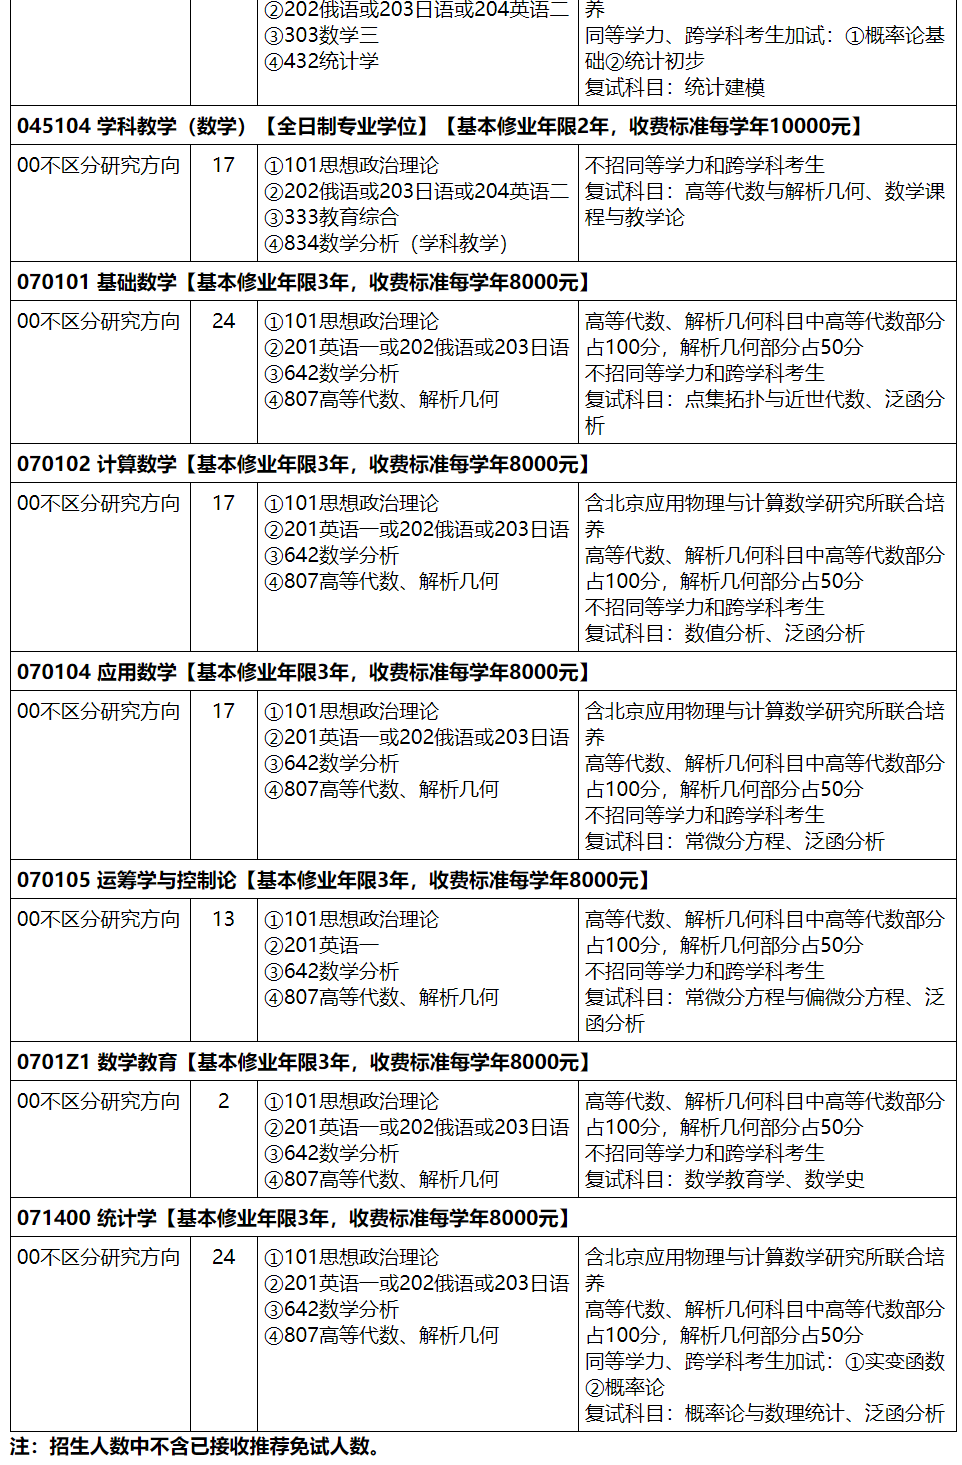 ②202俄语或203日语或204英语二
③303数学三
④432统计学
养
同等学力、跨学科考生加试：①概率论基
础②统计初步
复试科目：统计建模
045104 学科教学（数学）【全日制专业学位】【基本修业年限2年，收费标准每学年10000元】
00不区分研究方向
17
①101思想政治理论
②202俄语或203日语或204英语二
③333教育综合
④834数学分析（学科教学）
不招同等学力和跨学科考生
复试科目：高等代数与解析几何、数学课
程与教学论
070101 基础数学【基本修业年限3年，收费标准每学年8000元】
00不区分研究方向
24
①101思想政治理论
②201英语一或202俄语或203日语
③642数学分析
④807高等代数、解析几何
高等代数、解析几何科目中高等代数部分
占100分，解析几何部分占50分
不招同等学力和跨学科考生
复试科目：点集拓扑与近世代数、泛函分
析
070102 计算数学【基本修业年限3年，收费标准每学年8000元】
00不区分研究方向
17
①101思想政治理论
②201英语一或202俄语或203日语
③642数学分析
④807高等代数、解析几何
含北京应用物理与计算数学研究所联合培
养
高等代数、解析几何科目中高等代数部分
占100分，解析几何部分占50分
不招同等学力和跨学科考生
复试科目：数值分析、泛函分析
070104 应用数学【基本修业年限3年，收费标准每学年8000元】
00不区分研究方向
17
①101思想政治理论
②201英语一或202俄语或203日语
③642数学分析
④807高等代数、解析几何
含北京应用物理与计算数学研究所联合培
养
高等代数、解析几何科目中高等代数部分
占100分，解析几何部分占50分
不招同等学力和跨学科考生
复试科目：常微分方程、泛函分析
070105 运筹学与控制论【基本修业年限3年，收费标准每学年8000元】
00不区分研究方向
13
①101思想政治理论
②201英语一
③642数学分析
④807高等代数、解析几何
高等代数、解析几何科目中高等代数部分
占100分，解析几何部分占50分
不招同等学力和跨学科考生
复试科目：常微分方程与偏微分方程、泛
函分析
0701Z1 数学教育【基本修业年限3年，收费标准每学年8000元】
00不区分研究方向
2
①101思想政治理论
②201英语一或202俄语或203日语
③642数学分析
④807高等代数、解析几何
高等代数、解析几何科目中高等代数部分
占100分，解析几何部分占50分
不招同等学力和跨学科考生
复试科目：数学教育学、数学史
071400 统计学【基本修业年限3年，收费标准每学年8000元】
00不区分研究方向
24
①101思想政治理论
②201英语一或202俄语或203日语
③642数学分析
④807高等代数、解析几何
含北京应用物理与计算数学研究所联合培
养
高等代数、解析几何科目中高等代数部分
占100分，解析几何部分占50分
同等学力、跨学科考生加试：①实变函数
②概率论
复试科目：概率论与数理统计、泛函分析
注：招生人数中不含已接收推荐免试人数。